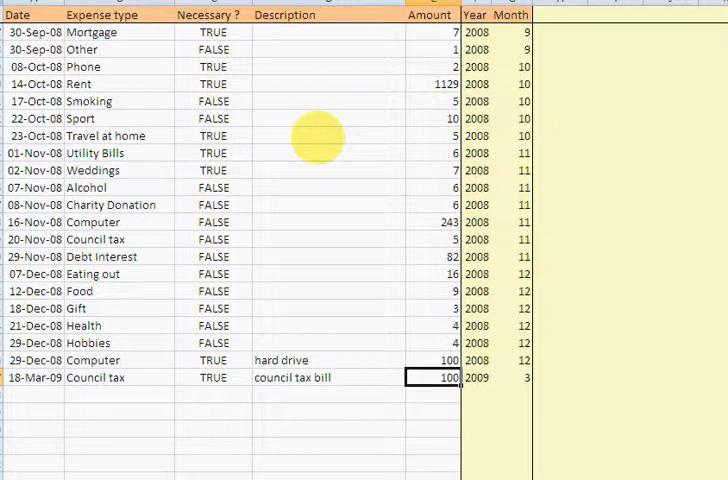 Date Expense type Necessary ? Description Amount Year Month
30-Sep-08 Mortgage TRUE 7 2008 9
30-Sep-08 Other FALSE 1 2008 9
08-Oct-08 Phone TRUE 2 2008 10
14-Oct-08 Rent TRUE 1129 2008 10
17-Oct-08 Smoking FALSE 5 2008 10
22-Oct-08 Sport FALSE 10 2008 10
23-Oct-08 Travel at home TRUE 5 2008 10
01-Nov-08 Utility Bills TRUE 6 2008 11
02-Nov-08 Weddings TRUE 7 2008 11
07-Nov-08 Alcohol FALSE 6 2008 11
08-Nov-08 Charity Donation FALSE 6 2008 11
16-Nov-08 Computer FALSE 243 2008 11
20-Nov-08 Council tax FALSE 5 2008 11
29-Nov-08 Debt Interest FALSE 82 2008 11
07-Dec-08 Eating out FALSE 16 2008 12
12-Dec-08 Food FALSE 9 2008 12
18-Dec-08 Gift FALSE 3 2008 12
21-Dec-08 Health FALSE 4 2008 12
29-Dec-08 Hobbies FALSE 4 2008 12
29-Dec-08 Computer TRUE hard drive 100 2008 12
18-Mar-09 Council tax TRUE council tax bill 100 2009 3